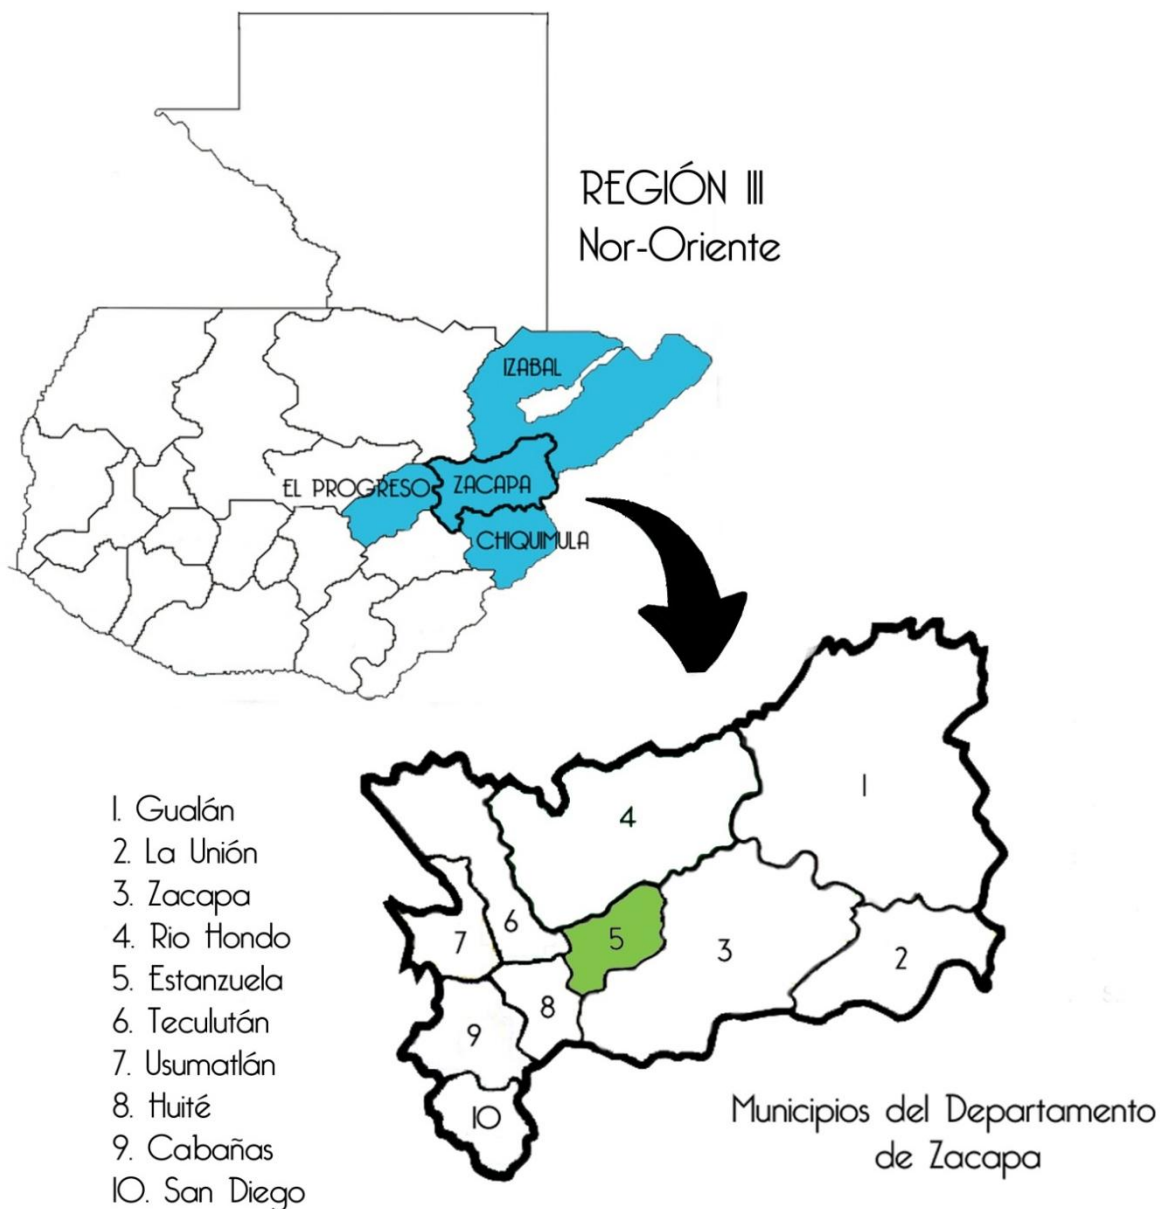 REGIÓN III
Nor-Oriente
IZABAL
EL PROGRESO
ZACAPA
CHIQUIMULA
1. Gualán
2. La Unión
3. Zacapa
4. Rio Hondo
5. Estanzuela
6. Teculután
7. Usumatlán
8. Huité
9. Cabañas
10. San Diego
1
4
6
5
7
3
2
8
9
10
Municipios del Departamento
de Zacapa